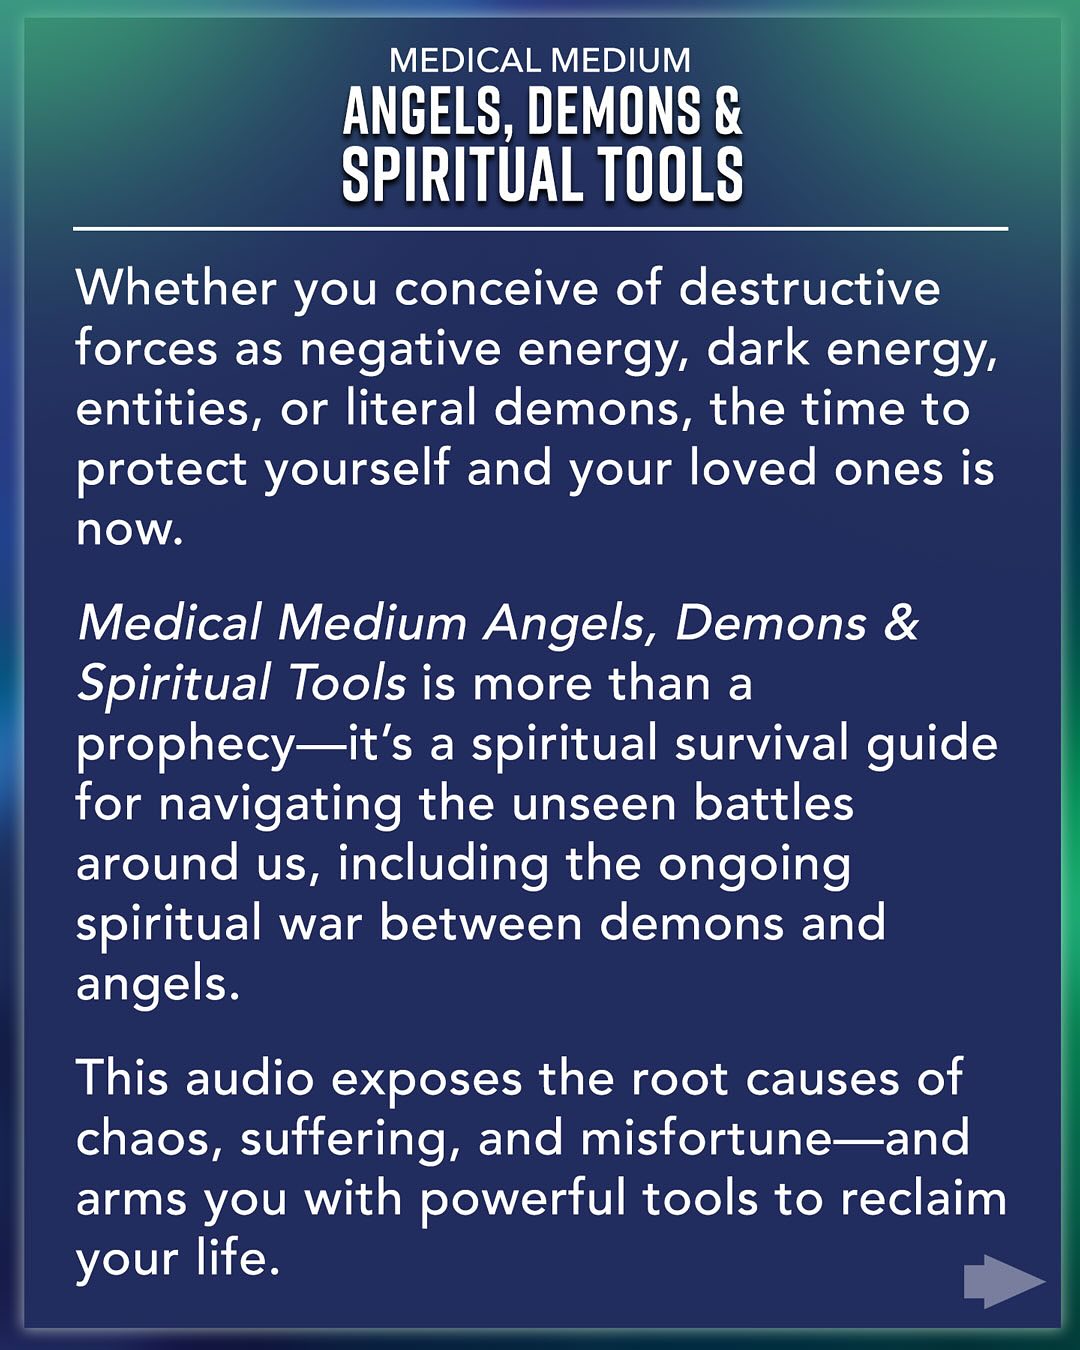 MEDICAL MEDIUM
ANGELS, DEMONS &
SPIRITUAL TOOLS
Whether you conceive of destructive
forces as negative energy, dark energy,
entities, or literal demons, the time to
protect yourself and your loved ones is
now.
Medical Medium Angels, Demons &
Spiritual Tools is more than a
prophecy—it's a spiritual survival guide
for navigating the unseen battles
around us, including the ongoing
spiritual war between demons and
angels.
This audio exposes the root causes of
chaos, suffering, and misfortune—and
arms you with powerful tools to reclaim
your life.